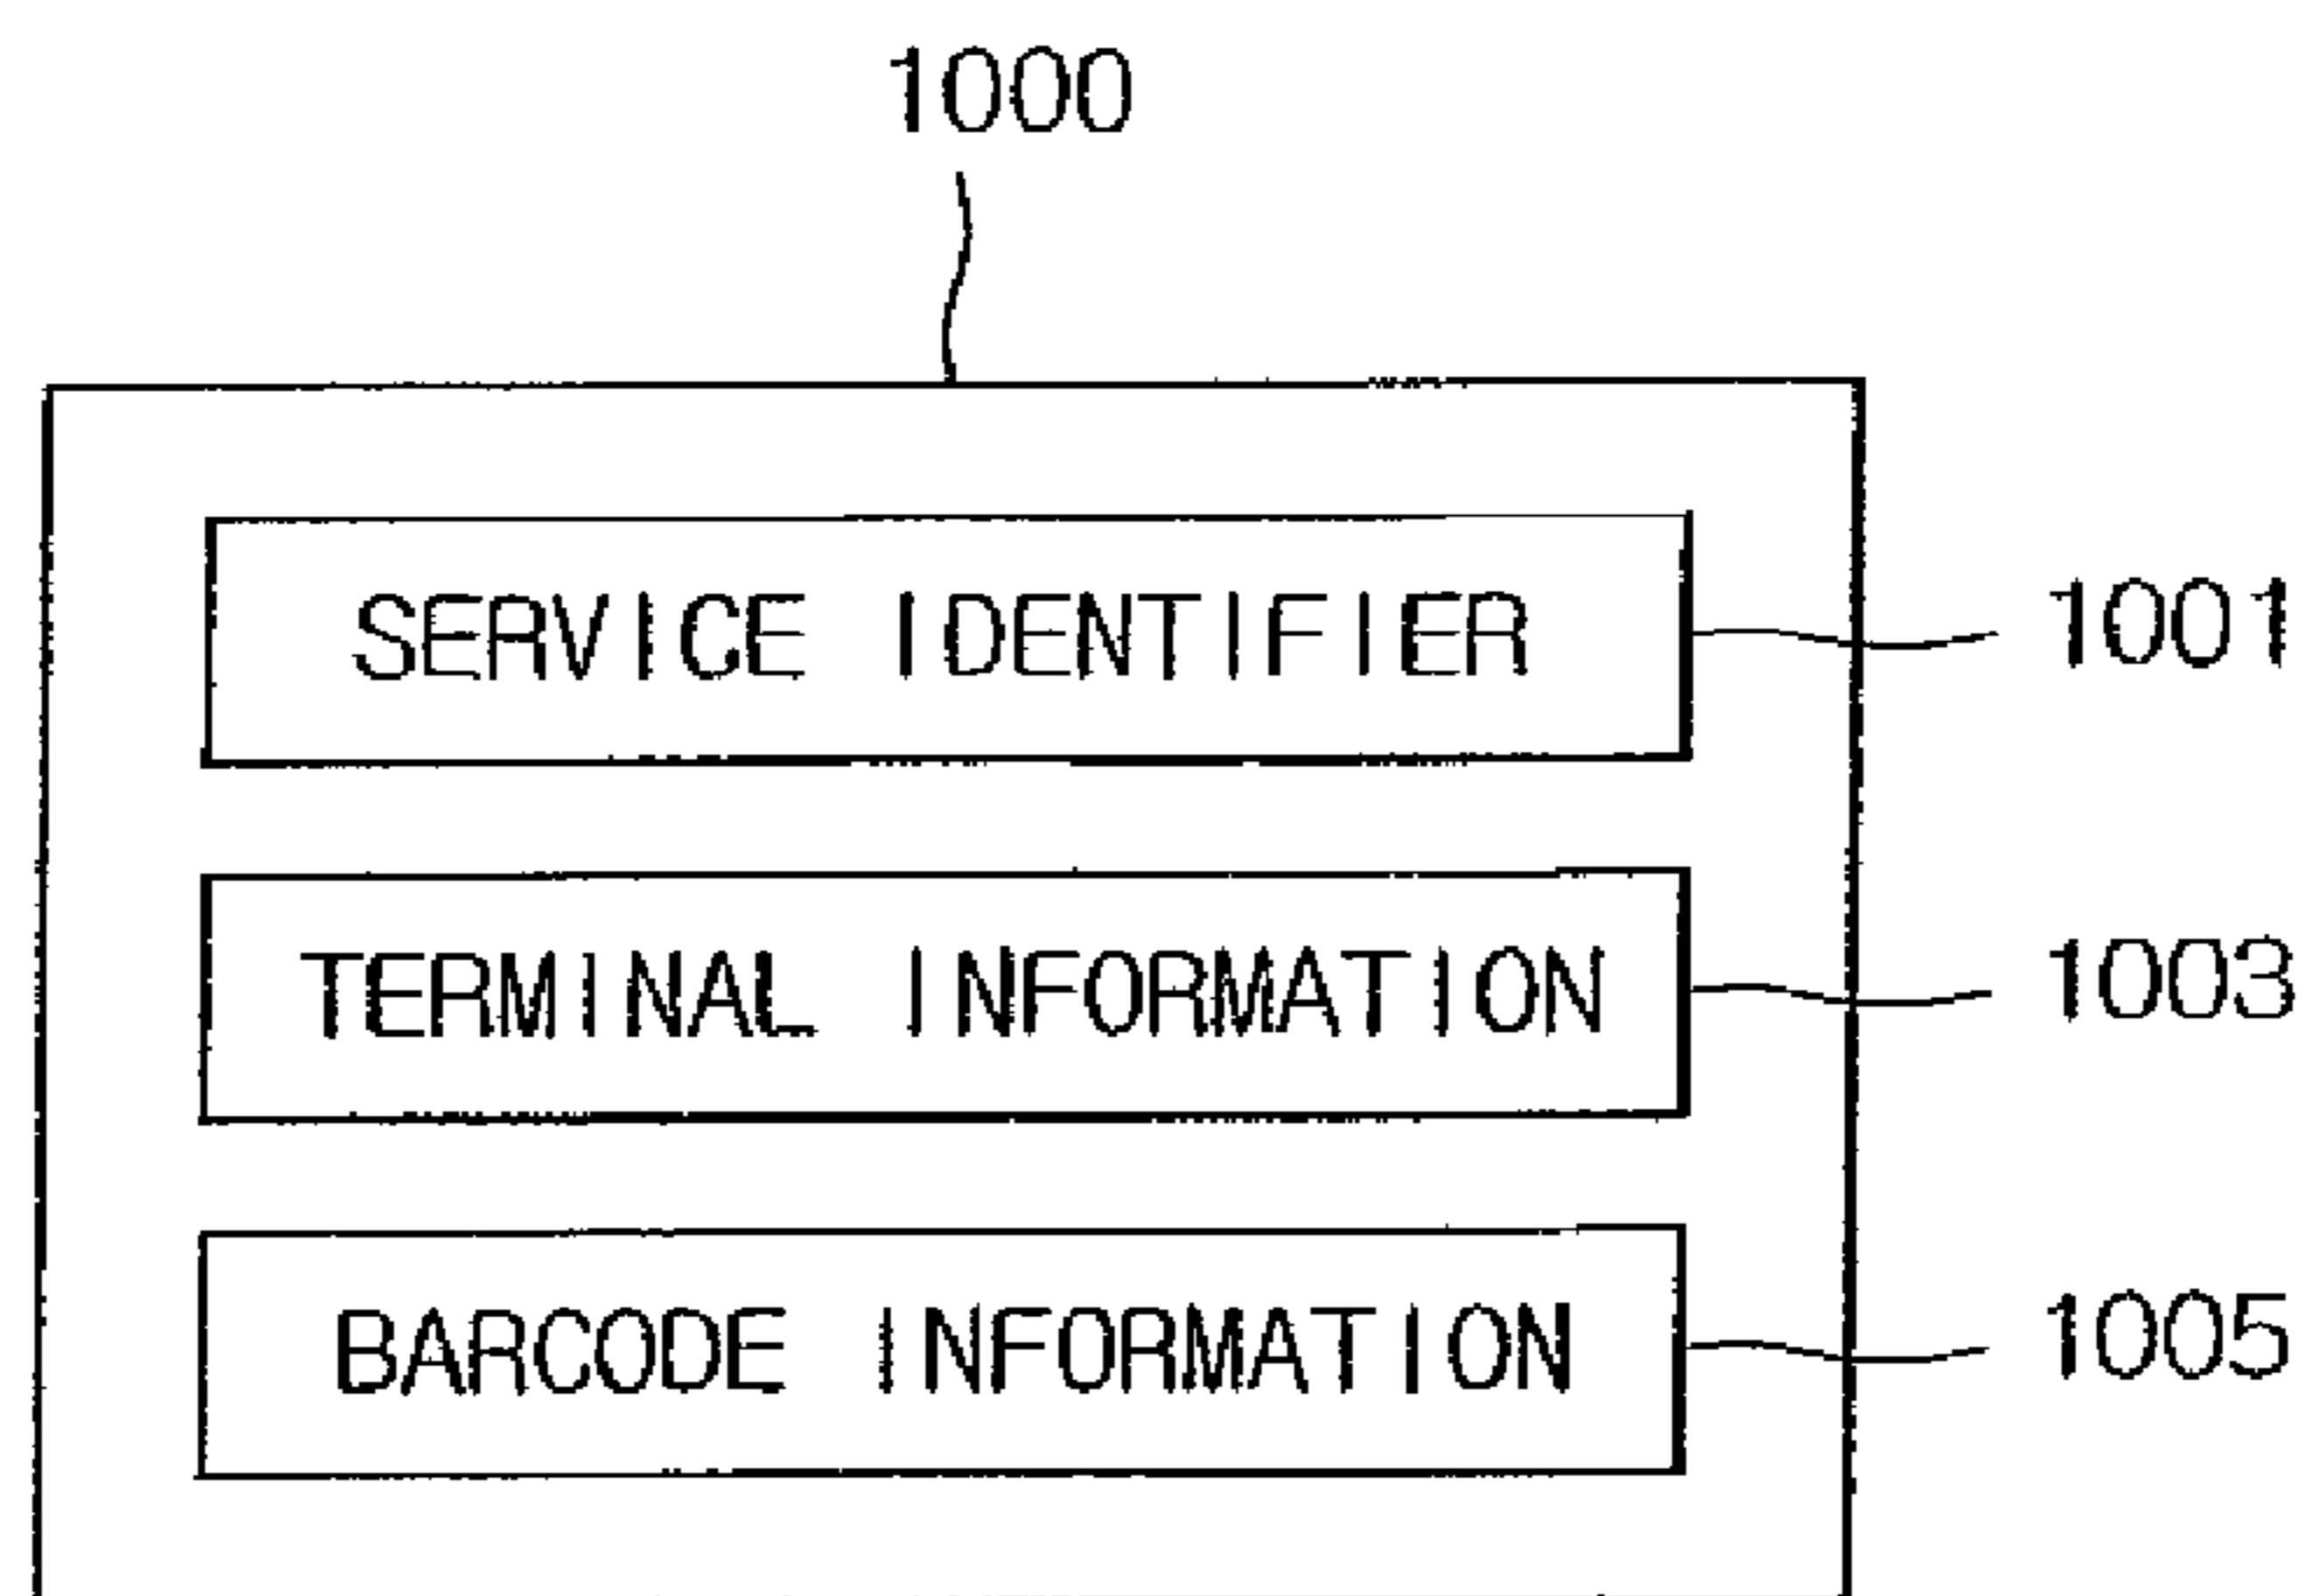 1000
SERVICE IDENTIFIER 1001
TERMINAL INFORMATION 1003
BARCODE INFORMATION 1005